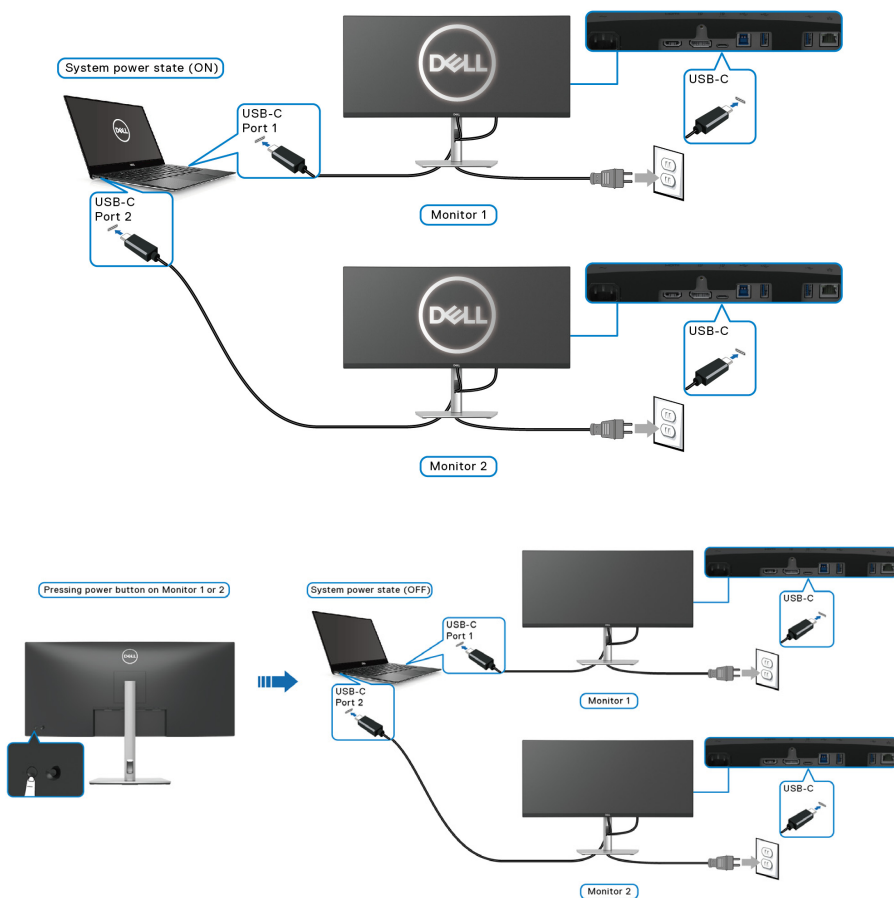 System power state (ON)
DELL
DELL
USB-C
Port 1
USB-C
Monitor 1
USB-C
Port 2
DELL
USB-C
Monitor 2
Pressing power button on Monitor 1 or 2
DELL
System power state (OFF)
USB-C
Port 1
USB-C
Monitor 1
USB-C
Port 2
USB-C
Monitor 2